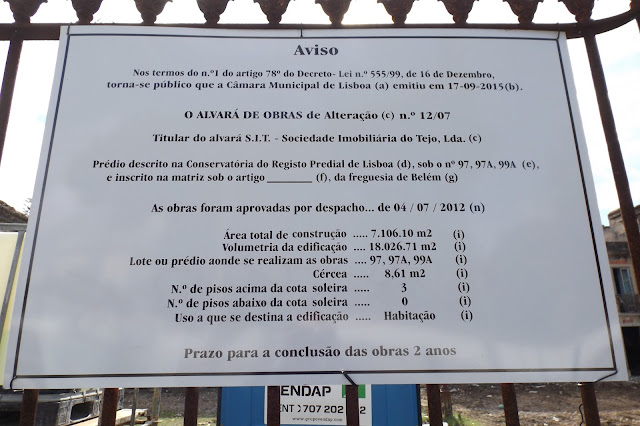 Aviso
Nos termos do n.º1 do artigo 78º do Decreto- Lei n.º 555/99, de 16 de Dezembro,
torna-se público que a Câmara Municipal de Lisboa (a) emitiu em 17-09-2015(b).
O ALVARÁ DE OBRAS de Alteração (c) n.º 12/07
Títular do alvará S.I.T. - Sociedade Imobiliária do Tejo, Lda. (c)
Prédio descrito na Conservatória do Registo Predial de Lisboa (d), sob o nº 97, 97A, 99A (e),
e inscrito na matriz sob o artigo ________ (f), da freguesia de Belém (g)
As obras foram aprovadas por despacho... de 04 / 07 / 2012 (n)
Área total de construção ..... 7.106.10 m2 (i)
Volumetria da edificação .... 18.026.71 m2 (i)
Lote ou prédio aonde se realizam as obras .... 97, 97A, 99A (i)
Cércea ..... 8,61 m2 (i)
N.º de pisos acima da cota soleira ..... 3 (i)
N.º de pisos abaixo da cota soleira ..... 0 (i)
Uso a que se destina a edificação ..... Habitação (i)
Prazo para a conclusão das obras 2 anos
ENDAP
707 202